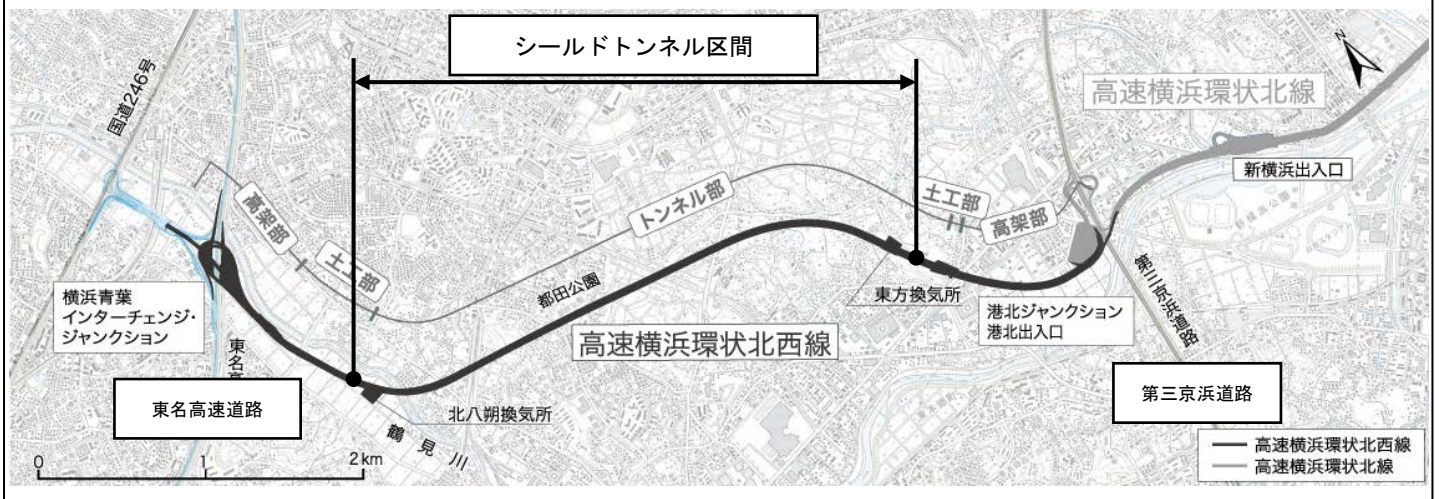 シールドトンネル区間
国道246号
N
高速横浜環状北線
新横浜出入口
高架部
土工部
トンネル部
土工部
高架部
都田公園
東方換気所
第三京浜道路
横浜青葉
インターチェンジ・
ジャンクション
港北ジャンクション
港北出入口
高速横浜環状北西線
東名高
東名高速道路
第三京浜道路
北八朔換気所
鶴見川
0 1 2km
高速横浜環状北西線
高速横浜環状北線